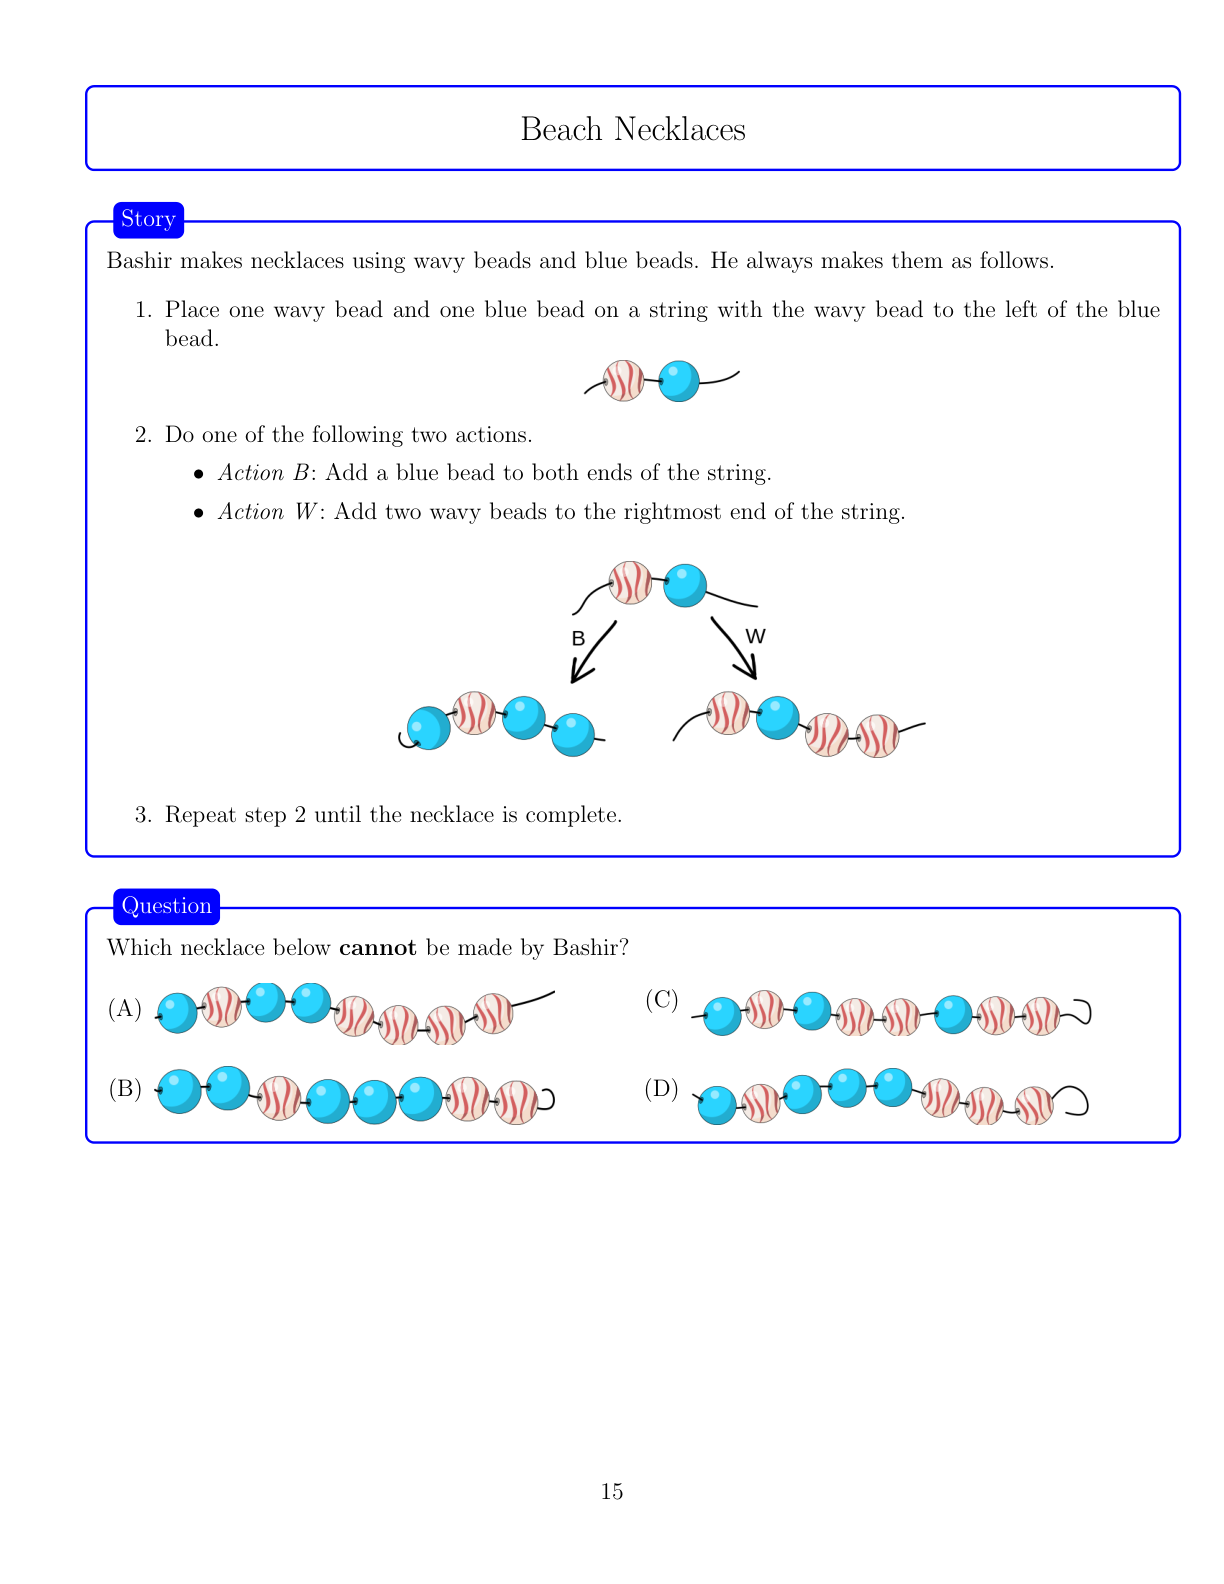 Beach Necklaces
Story
Bashir makes necklaces using wavy beads and blue beads. He always makes them as follows.
1. Place one wavy bead and one blue bead on a string with the wavy bead to the left of the blue
bead.
2. Do one of the following two actions.
• Action B: Add a blue bead to both ends of the string.
• Action W: Add two wavy beads to the rightmost end of the string.
B
W
3. Repeat step 2 until the necklace is complete.
Question
Which necklace below cannot be made by Bashir?
(A)
(C)
(B)
(D)
15